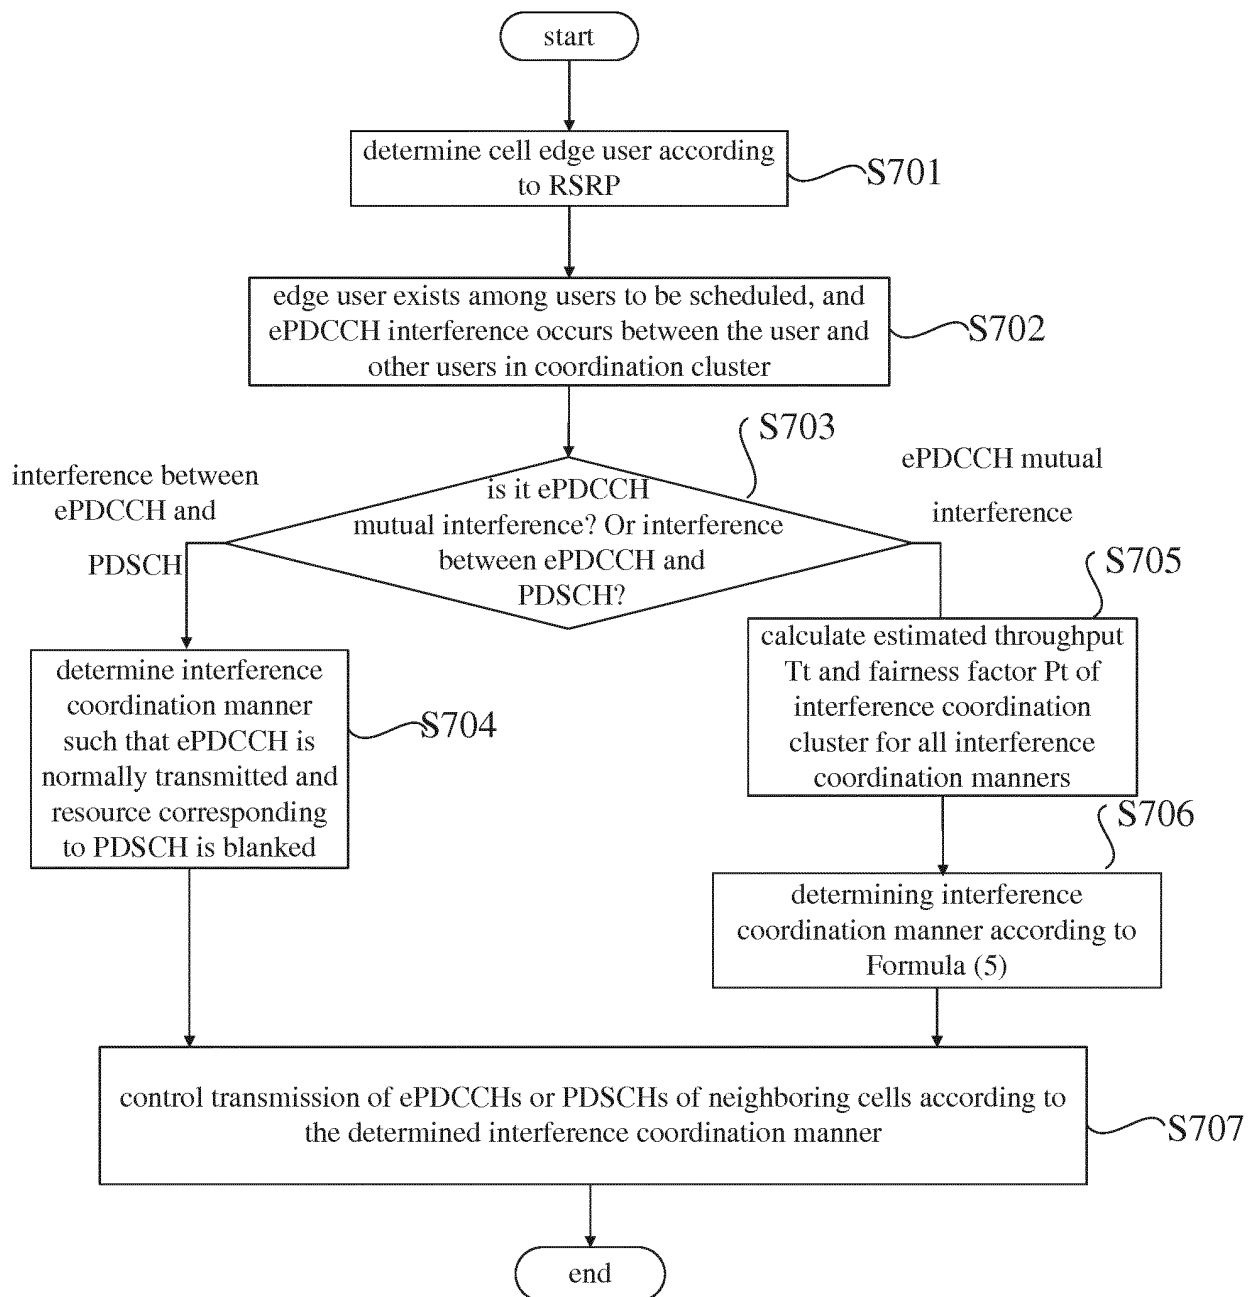 start
determine cell edge user according
to RSRP
S701
edge user exists among users to be scheduled, and
ePDCCH interference occurs between the user and
other users in coordination cluster
S702
S703
interference between
ePDCCH and
PDSCH
is it ePDCCH
mutual interference? Or interference
between ePDCCH and
PDSCH?
ePDCCH mutual
interference
S705
determine interference
coordination manner
such that ePDCCH is
normally transmitted and
resource corresponding
to PDSCH is blanked
S704
calculate estimated throughput
Tt and fairness factor Pt of
interference coordination
cluster for all interference
coordination manners
S706
determining interference
coordination manner according to
Formula (5)
control transmission of ePDCCHs or PDSCHs of neighboring cells according to
the determined interference coordination manner
S707
end